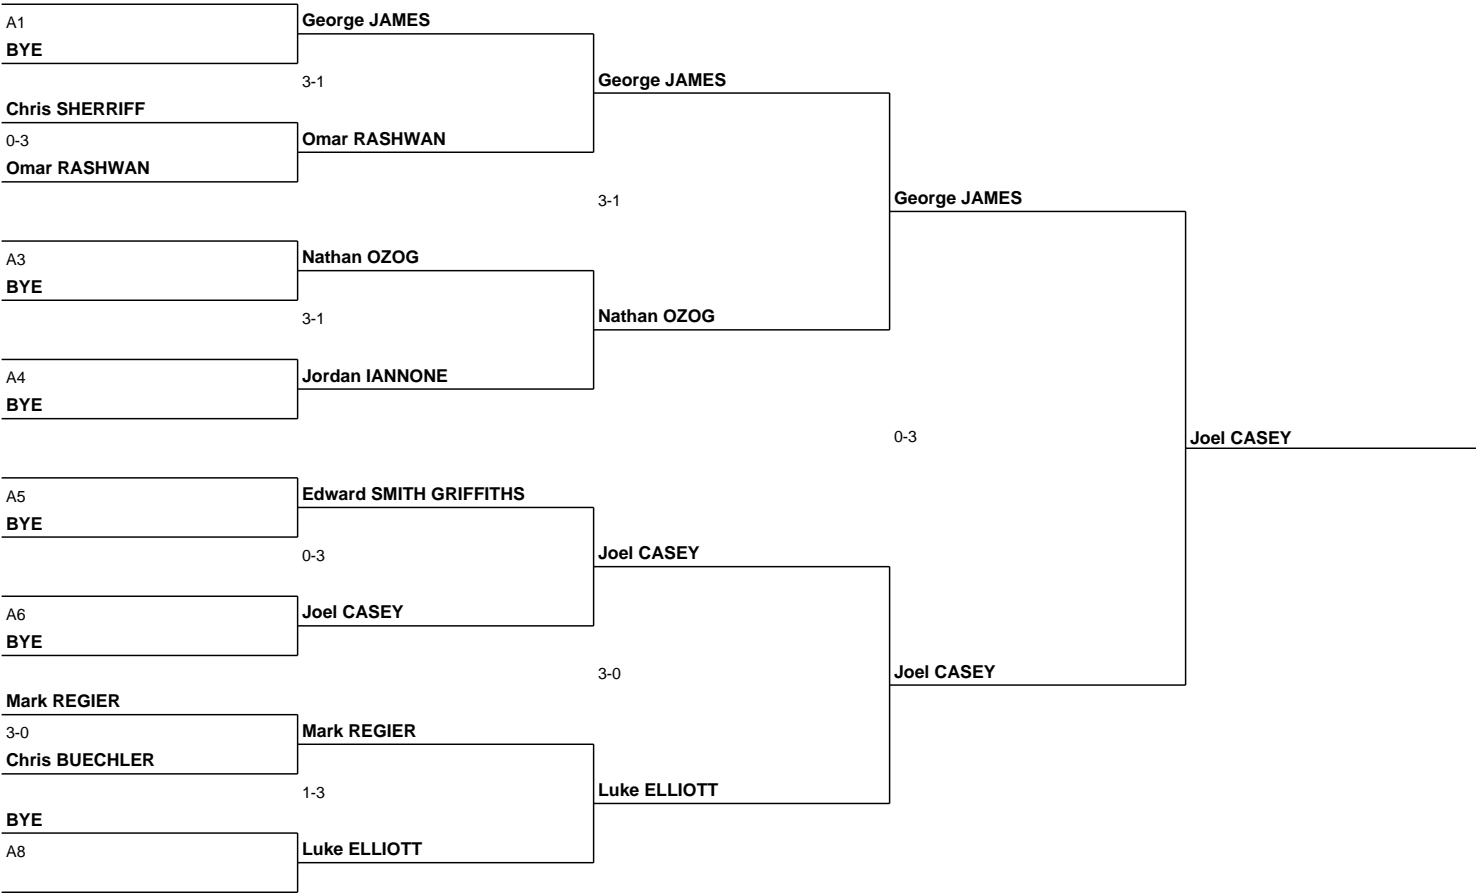 A1
BYE
George JAMES
3-1
George JAMES
Chris SHERRIFF
0-3
Omar RASHWAN
Omar RASHWAN
3-1
George JAMES
A3
BYE
Nathan OZOG
3-1
Nathan OZOG
A4
BYE
Jordan IANNONE
0-3
Joel CASEY
A5
BYE
Edward SMITH GRIFFITHS
0-3
Joel CASEY
A6
BYE
Joel CASEY
3-0
Joel CASEY
Mark REGIER
3-0
Chris BUECHLER
Mark REGIER
1-3
Luke ELLIOTT
BYE
A8
Luke ELLIOTT